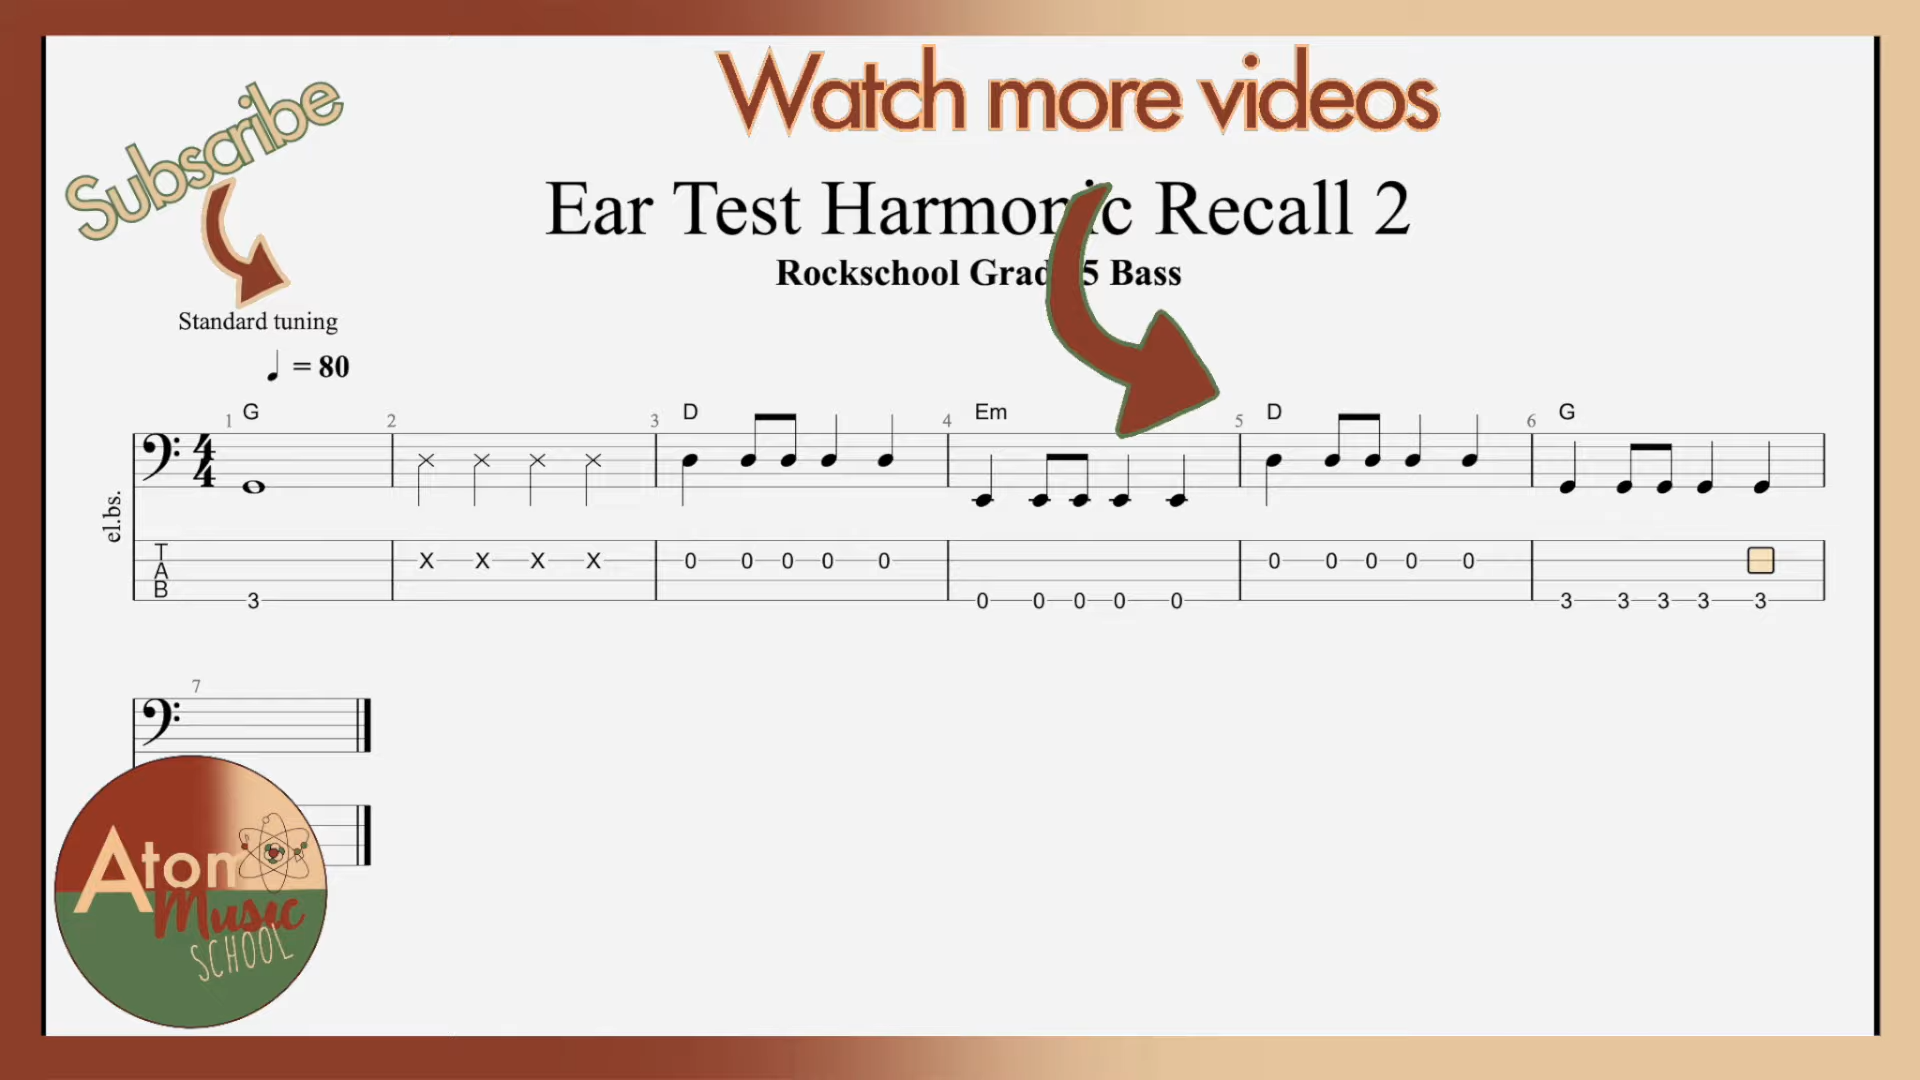 Subscribe
Watch more videos
Ear Test Harmonic Recall 2
Rockschool Grade 5 Bass
Standard tuning
♩ = 80
1 G 2 3 D 4 Em 5 D 6 G
4
4
el.bs.
T
A
B
X X X X 0 0 0 0 0 0 0 0 0 0
3 0 0 0 0 0 3 3 3 3 3
7
Atom
Music
SCHOOL